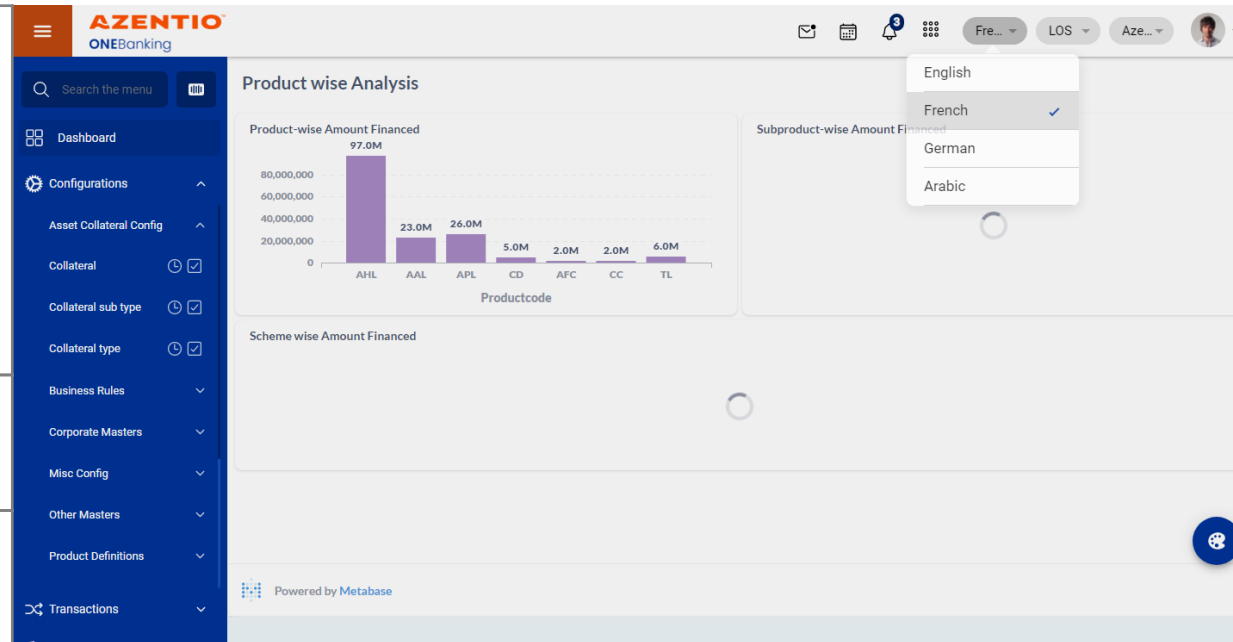 AZENTIO
ONEBanking
3
Fre...
LOS
Aze...
Search the menu
Dashboard
Configurations
Asset Collateral Config
Collateral
Collateral sub type
Collateral type
Business Rules
Corporate Masters
Misc Config
Other Masters
Product Definitions
Transactions
English
French
German
Arabic
Product wise Analysis
Product-wise Amount Financed
97.0M
80,000,000
60,000,000
40,000,000
20,000,000
0
23.0M
26.0M
5.0M
2.0M
2.0M
6.0M
AHL AAL APL CD AFC CC TL
Productcode
Subproduct-wise Amount Financed
Scheme wise Amount Financed
Powered by Metabase